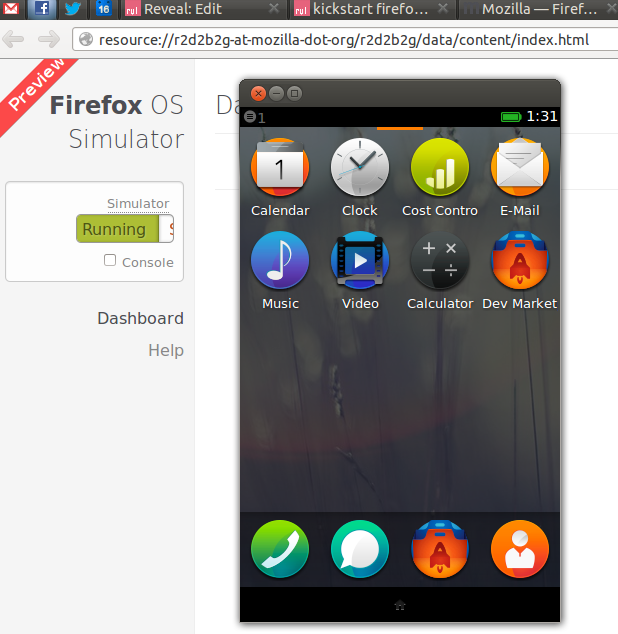 16
ryl Reveal: Edit
ryl kickstart firefo...
Mozilla — Firef...
resource://r2d2b2g-at-mozilla-dot-org/r2d2b2g/data/content/index.html
Preview
Firefox OS
Simulator
Simulator
Running S
Console
Dashboard
Help
Da
1
1:31
1
Calendar
Clock
Cost Contro
E-Mail
Music
Video
Calculator
Dev Market